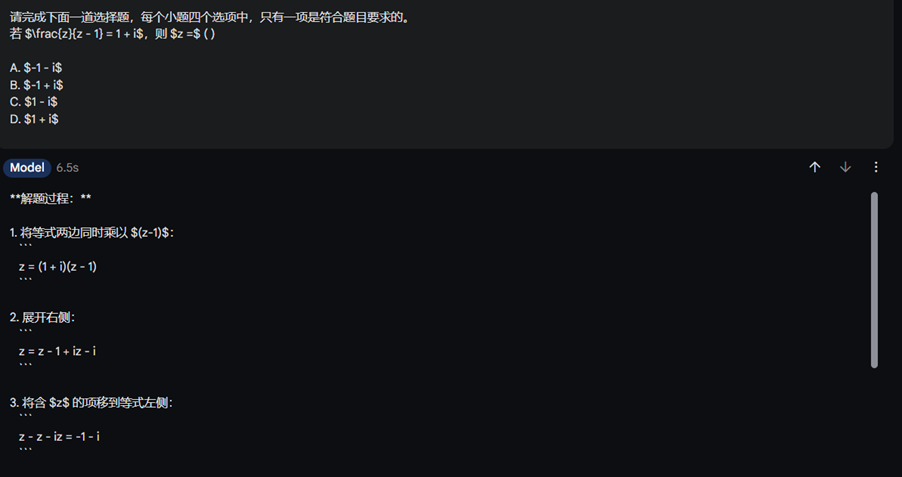 请完成下面一道选择题，每个小题四个选项中，只有一项是符合题目要求的。
若 $\frac{z}{z - 1} = 1 + i$，则 $z =$ ( )
A. $-1 - i$
B. $-1 + i$
C. $1 - i$
D. $1 + i$
Model 6.5s
**解题过程：**
1. 将等式两边同时乘以 $(z-1)$：
```
z = (1 + i)(z - 1)
```
2. 展开右侧：
```
z = z - 1 + iz - i
```
3. 将含 $z$ 的项移到等式左侧：
```
z - z - iz = -1 - i
```